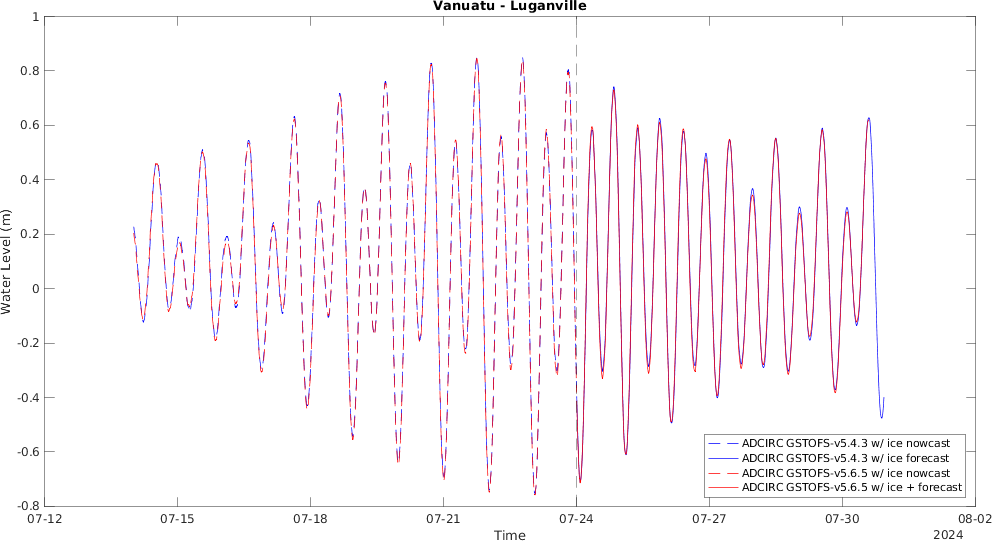 Vanuatu - Luganville
1
0.8
0.6
0.4
0.2
0
-0.2
-0.4
-0.6
-0.8
Water Level (m)
07-12
07-15
07-18
07-21
07-24
07-27
07-30
08-02
Time
2024
ADCIRC GSTOFS-v5.4.3 w/ ice nowcast
ADCIRC GSTOFS-v5.4.3 w/ ice forecast
ADCIRC GSTOFS-v5.6.5 w/ ice nowcast
ADCIRC GSTOFS-v5.6.5 w/ ice + forecast